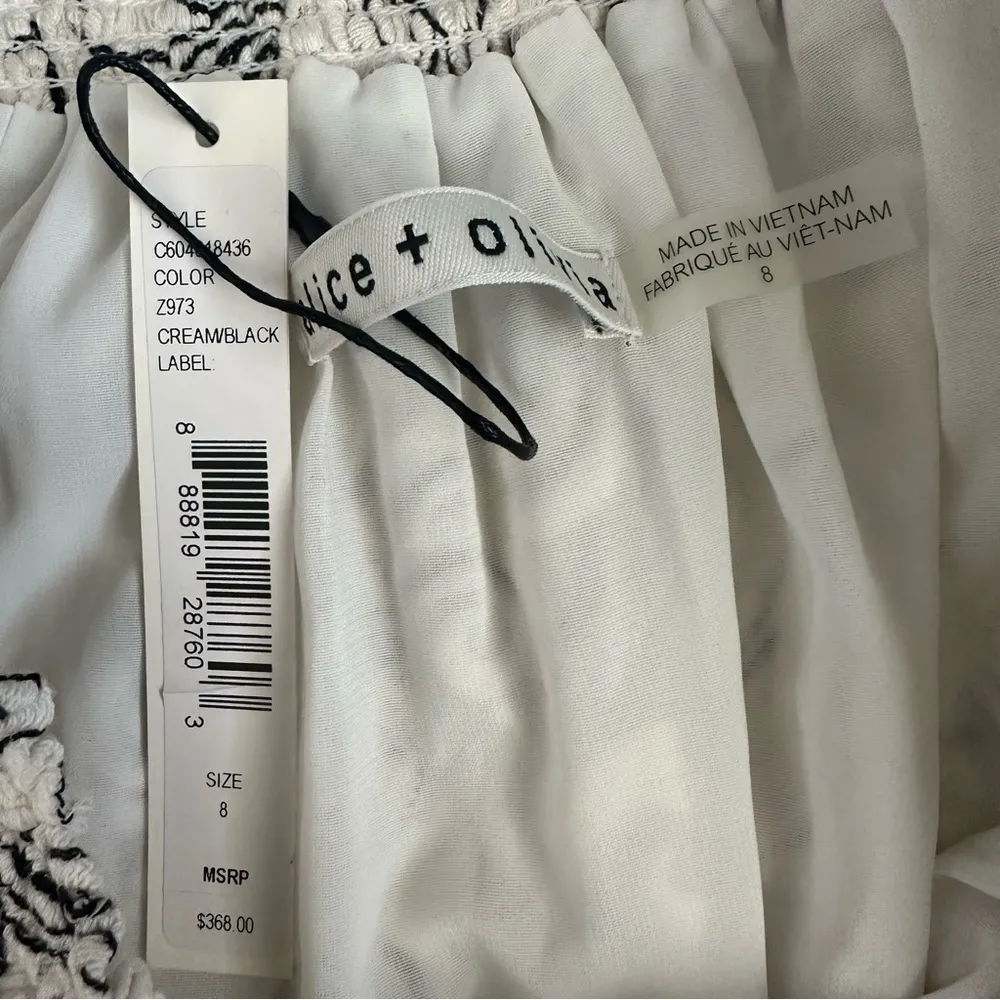 STYLE
COLOR
Z973
CREAM/BLACK
LABEL:
8 88819 28760 3
SIZE
8
MSRP
$368.00
alice + olivia
MADE IN VIETNAM
FABRIQUÉ AU VIÊT-NAM
8